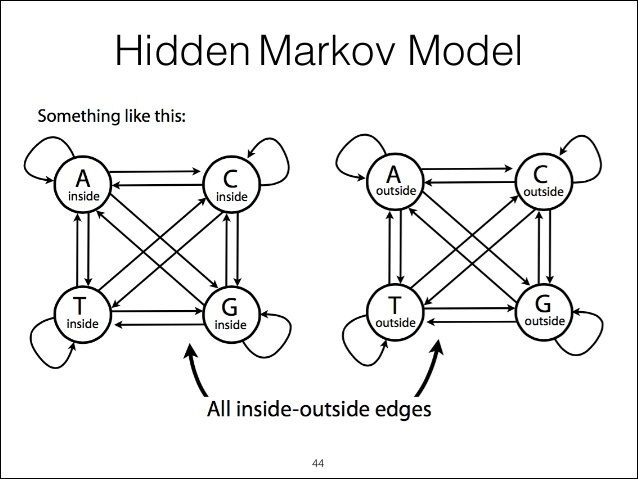 Hidden Markov Model
Something like this:
A
inside
C
inside
A
outside
C
outside
T
inside
G
inside
T
outside
G
outside
All inside-outside edges
44